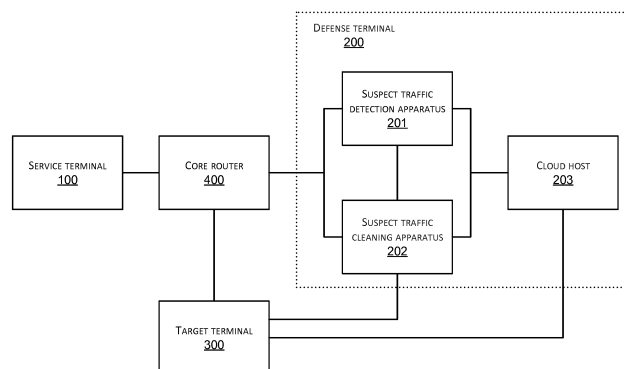 DEFENSE TERMINAL
200
SUSPECT TRAFFIC
DETECTION APPARATUS
201
SERVICE TERMINAL
100
CORE ROUTER
400
CLOUD HOST
203
SUSPECT TRAFFIC
CLEANING APPARATUS
202
TARGET TERMINAL
300